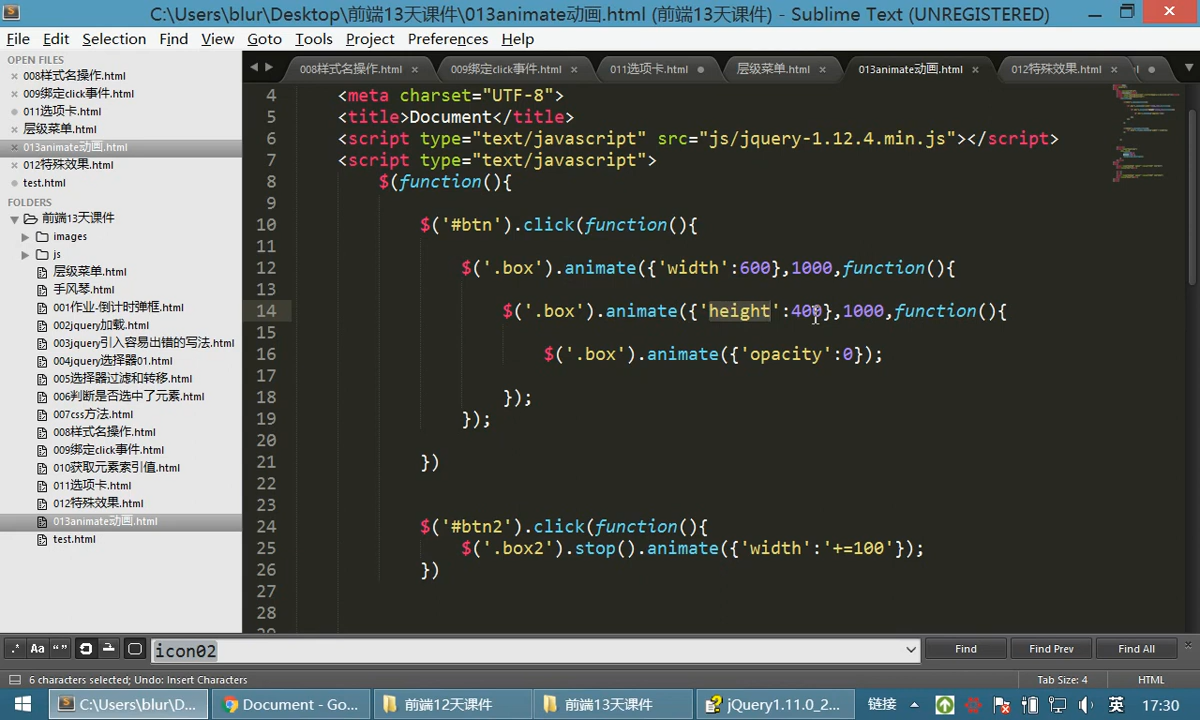 C:\Users\blur\Desktop\前端13天课件\013animate动画.html (前端13天课件) - Sublime Text (UNREGISTERED)
File Edit Selection Find View Goto Tools Project Preferences Help
OPEN FILES
008样式名操作.html
009绑定click事件.html
011选项卡.html
层级菜单.html
013animate动画.html
012特殊效果.html
test.html
FOLDERS
前端13天课件
images
js
层级菜单.html
手风琴.html
001作业-倒计时弹框.html
002jquery加载.html
003jquery引入容易出错的写法.html
004jquery选择器01.html
005选择器过滤和转移.html
006判断是否选中了元素.html
007css方法.html
008样式名操作.html
009绑定click事件.html
010获取元素索引值.html
011选项卡.html
012特殊效果.html
013animate动画.html
test.html
008样式名操作.html 009绑定click事件.html 011选项卡.html 层级菜单.html 013animate动画.html 012特殊效果.html
4 <meta charset="UTF-8">
5 <title>Document</title>
6 <script type="text/javascript" src="js/jquery-1.12.4.min.js"></script>
7 <script type="text/javascript">
8 $(function(){
9
10 $('#btn').click(function(){
11
12 $('.box').animate({'width':600},1000,function(){
13
14 $('.box').animate({'height':400},1000,function(){
15
16 $('.box').animate({'opacity':0});
17
18 });
19 });
20
21 })
22
23
24 $('#btn2').click(function(){
25 $('.box2').stop().animate({'width':'+=100'});
26 })
27
28
.* Aa “” icon02 Find Find Prev Find All
6 characters selected; Undo: Insert Characters Tab Size: 4 HTML
C:\Users\blur\D... Document - Go... 前端12天课件 前端13天课件 jQuery1.11.0_2... 链接 英 17:30